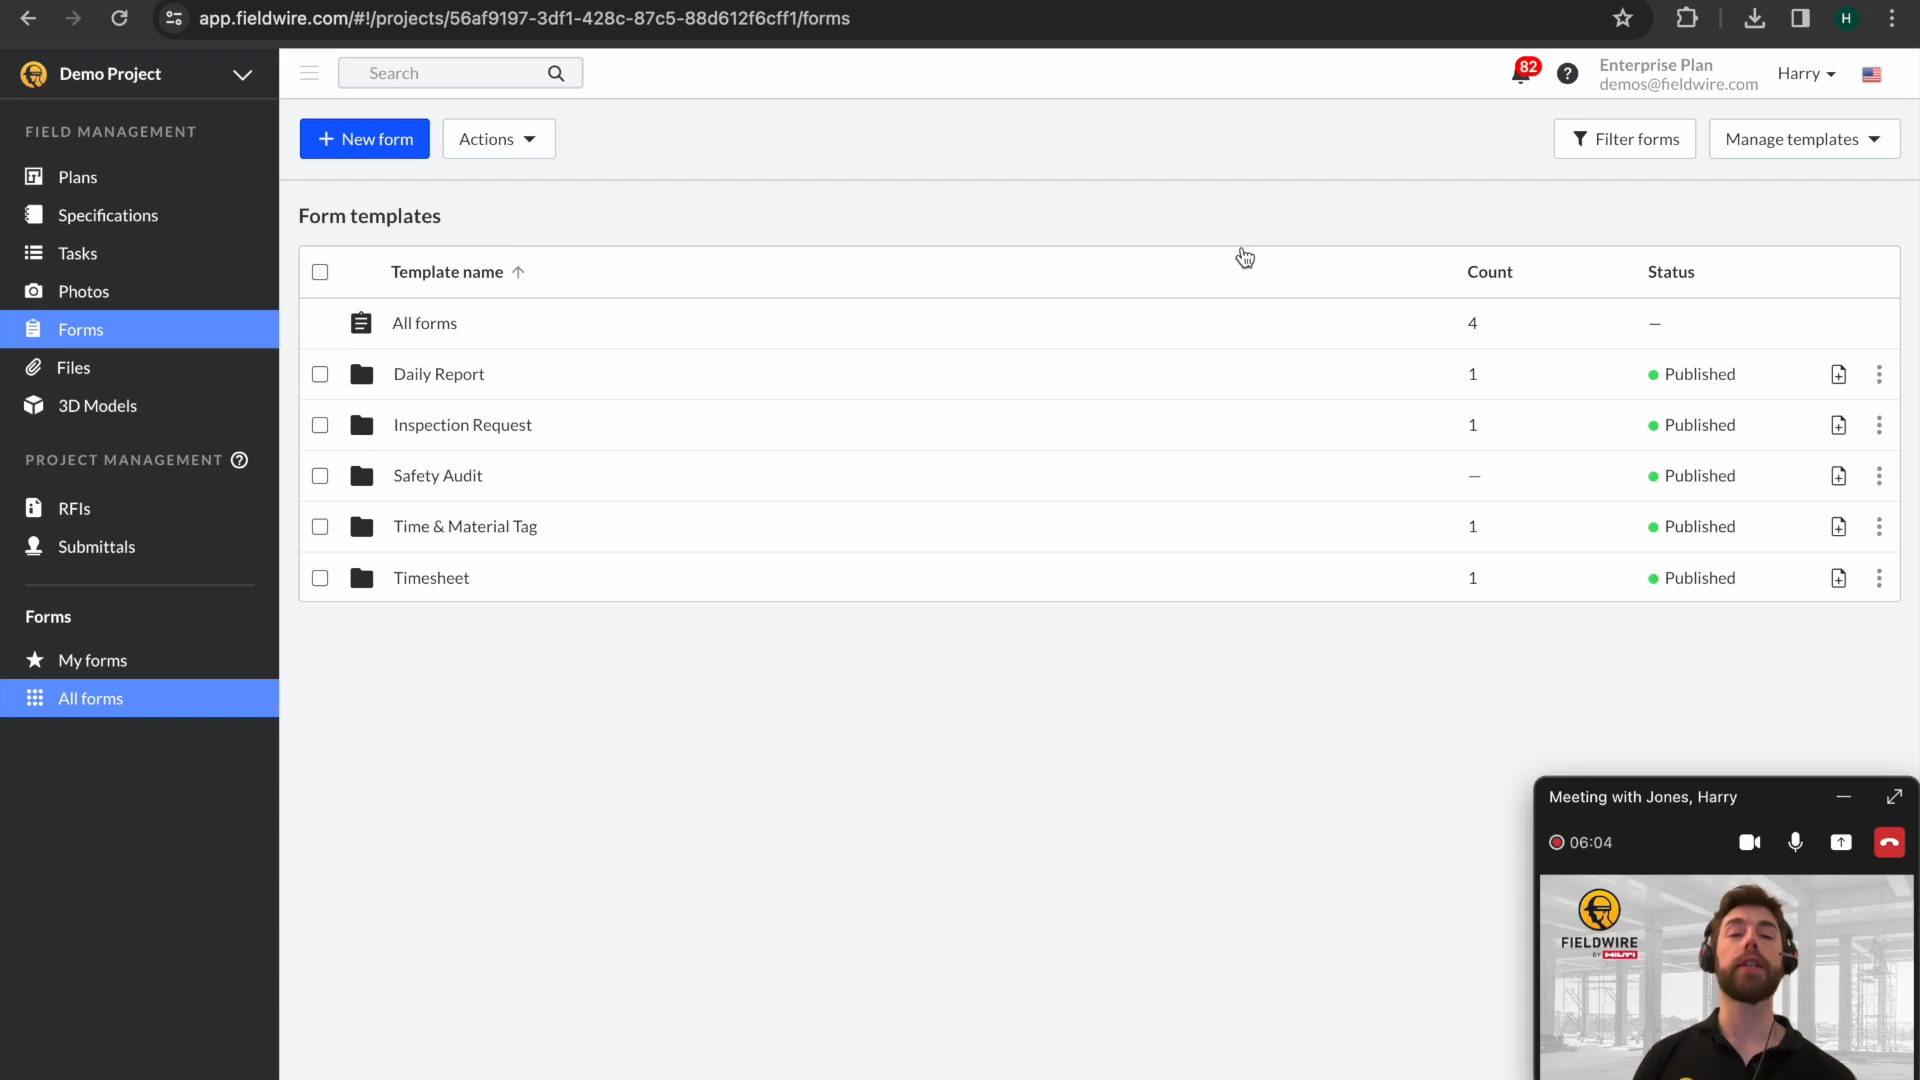 app.fieldwire.com/#!/projects/56af9197-3df1-428c-87c5-88d612f6cff1/forms
H
Demo Project
Search
82
Enterprise Plan
demos@fieldwire.com
Harry
FIELD MANAGEMENT
Plans
Specifications
Tasks
Photos
Forms
Files
3D Models
PROJECT MANAGEMENT
RFIs
Submittals
Forms
My forms
All forms
+ New form
Actions
Filter forms
Manage templates
Form templates
Template name ↑ Count Status
All forms 4 —
Daily Report 1 Published
Inspection Request 1 Published
Safety Audit — Published
Time & Material Tag 1 Published
Timesheet 1 Published
Meeting with Jones, Harry
06:04
FIELDWIRE
BY HILTI